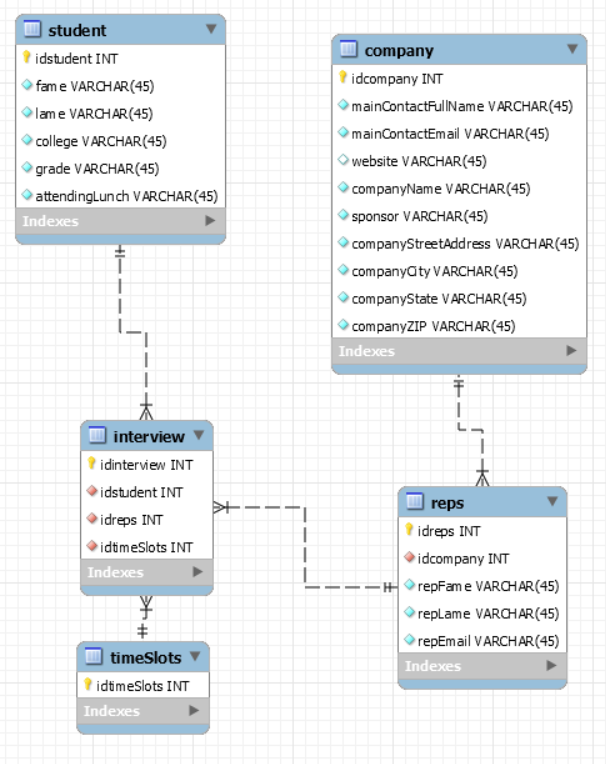 student
idstudent INT
fame VARCHAR(45)
lame VARCHAR(45)
college VARCHAR(45)
grade VARCHAR(45)
attendingLunch VARCHAR(45)
Indexes
company
idcompany INT
mainContactFullName VARCHAR(45)
mainContactEmail VARCHAR(45)
website VARCHAR(45)
companyName VARCHAR(45)
sponsor VARCHAR(45)
companyStreetAddress VARCHAR(45)
companyCity VARCHAR(45)
companyState VARCHAR(45)
companyZIP VARCHAR(45)
Indexes
interview
idinterview INT
idstudent INT
idreps INT
idtimeSlots INT
Indexes
reps
idreps INT
idcompany INT
repFame VARCHAR(45)
repLame VARCHAR(45)
repEmail VARCHAR(45)
Indexes
timeSlots
idtimeSlots INT
Indexes